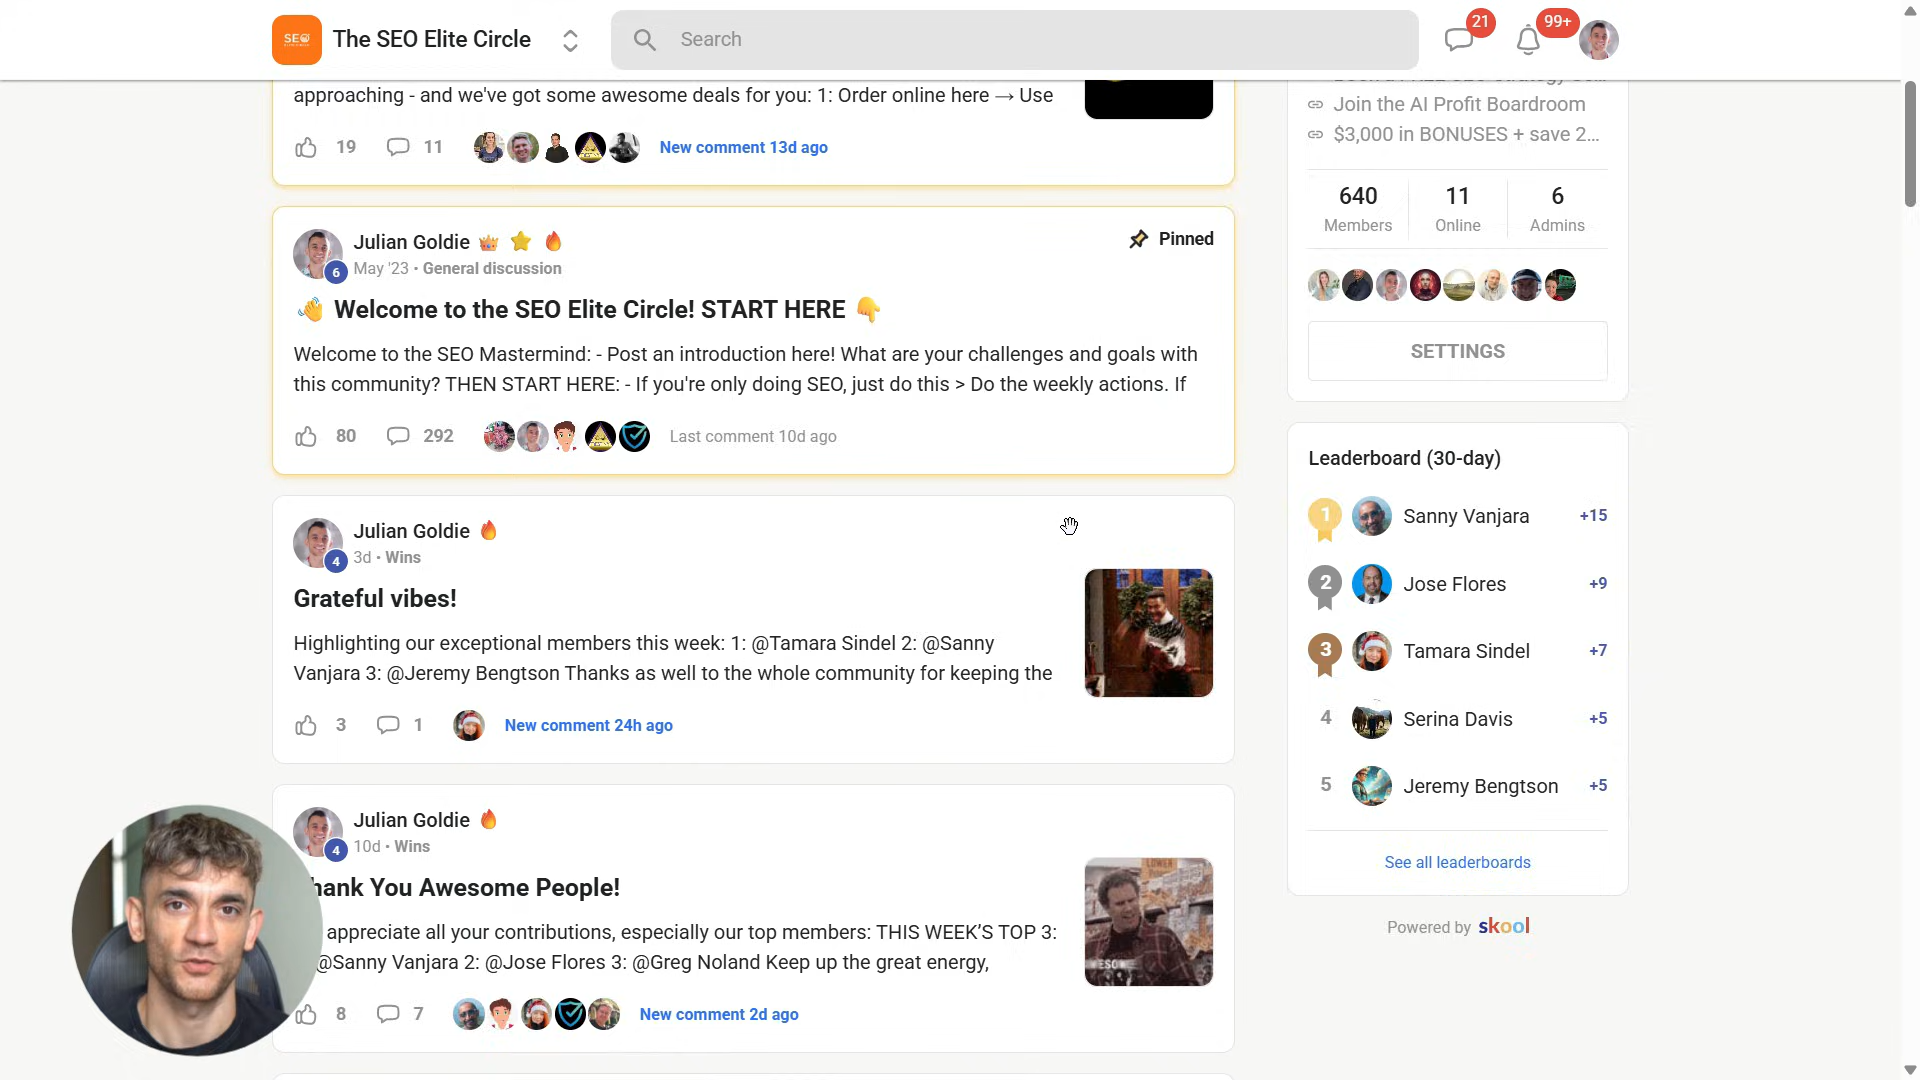 SEO
The SEO Elite Circle
Search
21
99+
approaching - and we've got some awesome deals for you: 1: Order online here → Use
19
11
New comment 13d ago
Julian Goldie
Pinned
6
May '23 • General discussion
👋 Welcome to the SEO Elite Circle! START HERE 👇
Welcome to the SEO Mastermind: - Post an introduction here! What are your challenges and goals with
this community? THEN START HERE: - If you're only doing SEO, just do this > Do the weekly actions. If
80
292
Last comment 10d ago
Julian Goldie
4
3d • Wins
Grateful vibes!
Highlighting our exceptional members this week: 1: @Tamara Sindel 2: @Sanny
Vanjara 3: @Jeremy Bengtson Thanks as well to the whole community for keeping the
3
1
New comment 24h ago
Julian Goldie
4
10d • Wins
hank You Awesome People!
appreciate all your contributions, especially our top members: THIS WEEK'S TOP 3:
@Sanny Vanjara 2: @Jose Flores 3: @Greg Noland Keep up the great energy,
8
7
New comment 2d ago
Join the AI Profit Boardroom
$3,000 in BONUSES + save 2...
640
11
6
Members
Online
Admins
SETTINGS
Leaderboard (30-day)
1
Sanny Vanjara
+15
2
Jose Flores
+9
3
Tamara Sindel
+7
4
Serina Davis
+5
5
Jeremy Bengtson
+5
See all leaderboards
Powered by skool